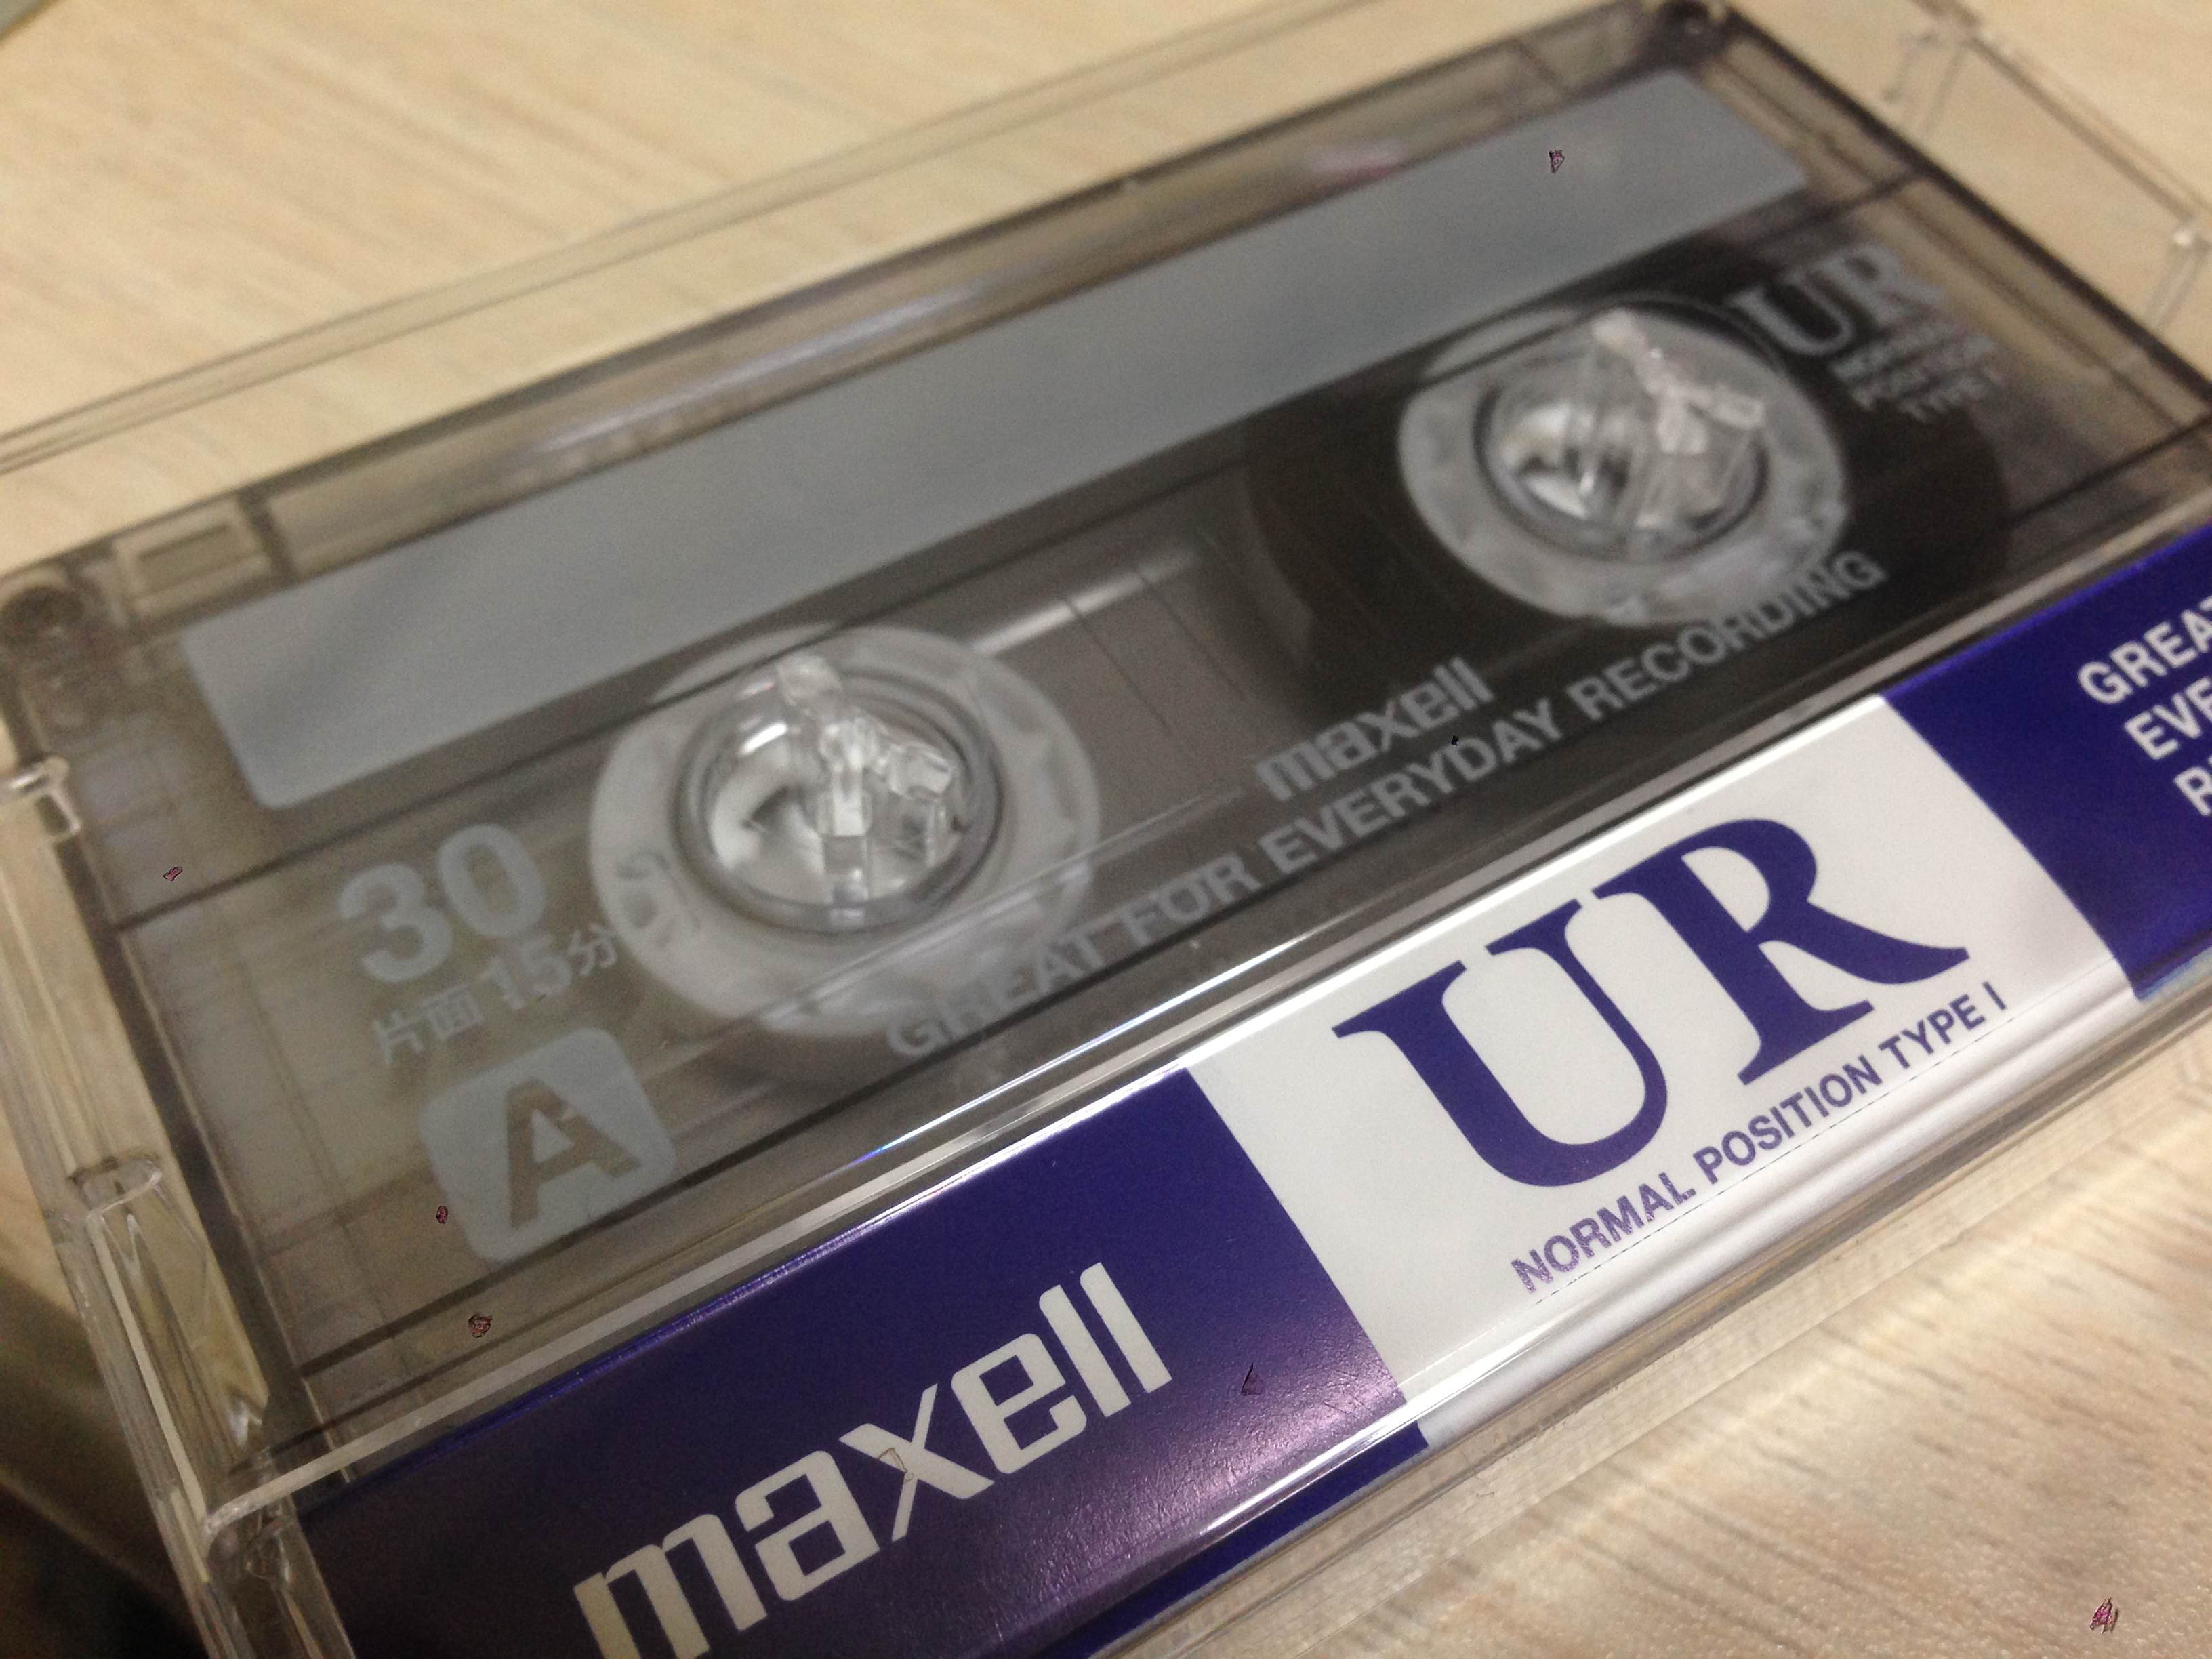 UR
NORMAL
POSITION
TYPE I
30
片面 15分
A
maxell
GREAT FOR EVERYDAY RECORDING
maxell
UR
NORMAL POSITION TYPE I
GREAT